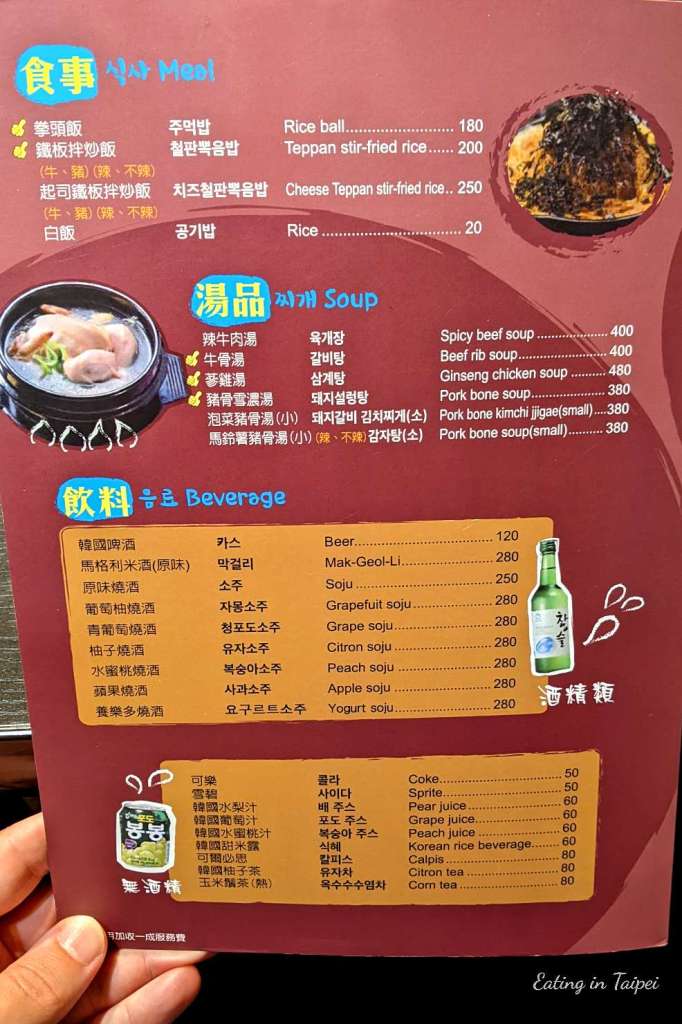 食事 식사 Meal
拳頭飯 주먹밥 Rice ball 180
鐵板拌炒飯 철판뽁음밥 Teppan stir-fried rice 200
(牛、豬)(辣、不辣)
起司鐵板拌炒飯 치즈철판뽁음밥 Cheese Teppan stir-fried rice 250
(牛、豬)(辣、不辣)
白飯 공기밥 Rice 20
湯品 찌개 Soup
辣牛肉湯 육개장 Spicy beef soup 400
牛骨湯 갈비탕 Beef rib soup 400
蔘雞湯 삼계탕 Ginseng chicken soup 480
豬骨雪濃湯 돼지설렁탕 Pork bone soup 380
泡菜豬骨湯(小) 돼지갈비 김치찌게(소) Pork bone kimchi jjigae(small) 380
馬鈴薯豬骨湯(小)(辣、不辣) 감자탕(소) Pork bone soup(small) 380
飲料 음료 Beverage
韓國啤酒 카스 Beer 120
馬格利米酒(原味) 막걸리 Mak-Geol-Li 280
原味燒酒 소주 Soju 250
葡萄柚燒酒 자몽소주 Grapefuit soju 280
青葡萄燒酒 청포도소주 Grape soju 280
柚子燒酒 유자소주 Citron soju 280
水蜜桃燒酒 복숭아소주 Peach soju 280
蘋果燒酒 사과소주 Apple soju 280
養樂多燒酒 요구르트소주 Yogurt soju 280
참슬
酒精類
可樂 콜라 Coke 50
雪碧 사이다 Sprite 50
韓國水梨汁 배 주스 Pear juice 60
韓國葡萄汁 포도 주스 Grape juice 60
韓國水蜜桃汁 복숭아 주스 Peach juice 60
韓國甜米露 식혜 Korean rice beverage 60
可爾必思 칼피스 Calpis 80
韓國柚子茶 유자차 Citron tea 80
玉米鬚茶(熱) 옥수수수염차 Corn tea 80
포도
봉봉
無酒精
加收一成服務費
Eating in Taipei